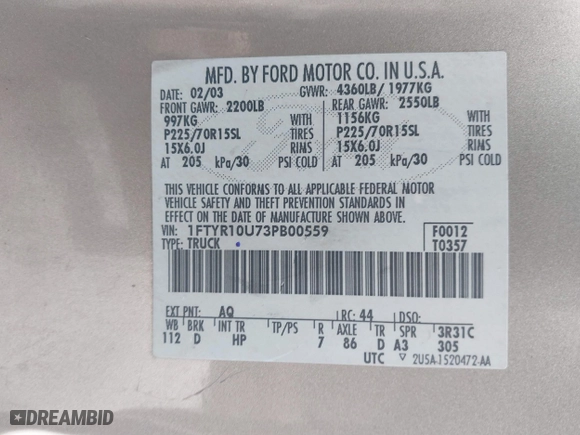 MFD. BY FORD MOTOR CO. IN U.S.A.
DATE: 02/03 GVWR: 4360LB/ 1977KG
FRONT GAWR: 2200LB REAR GAWR: 2550LB
997KG WITH 1156KG WITH
P225/70R15SL TIRES P225/70R15SL TIRES
15X6.0J RIMS 15X6.0J RIMS
AT 205 kPa/30 PSI COLD AT 205 kPa/30 PSI COLD
THIS VEHICLE CONFORMS TO ALL APPLICABLE FEDERAL MOTOR
VEHICLE SAFETY AND THEFT PREVENTION STANDARDS IN
EFFECT ON THE DATE OF MANUFACTURE SHOWN ABOVE.
VIN: 1FTYR10U73PB00559 F0012
TYPE: TRUCK T0357
EXT PNT: AQ RC: 44 DSO:
WB BRK INT TR TP/PS R AXLE TR SPR 3R31C
112 D HP 7 86 D A3 305
UTC ▽ 2U5A-1520472-AA
DREAMBID